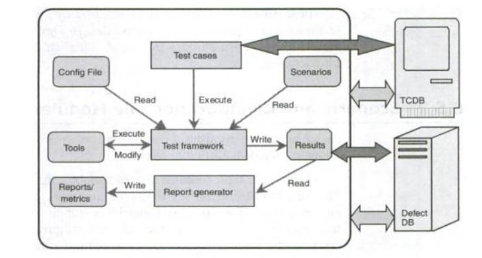 Test cases
Config File
Scenarios
TCDB
Read
Execute
Read
Execute
Tools
Test framework
Write
Results
Modify
Reports/
metrics
Write
Report generator
Read
Defect
DB